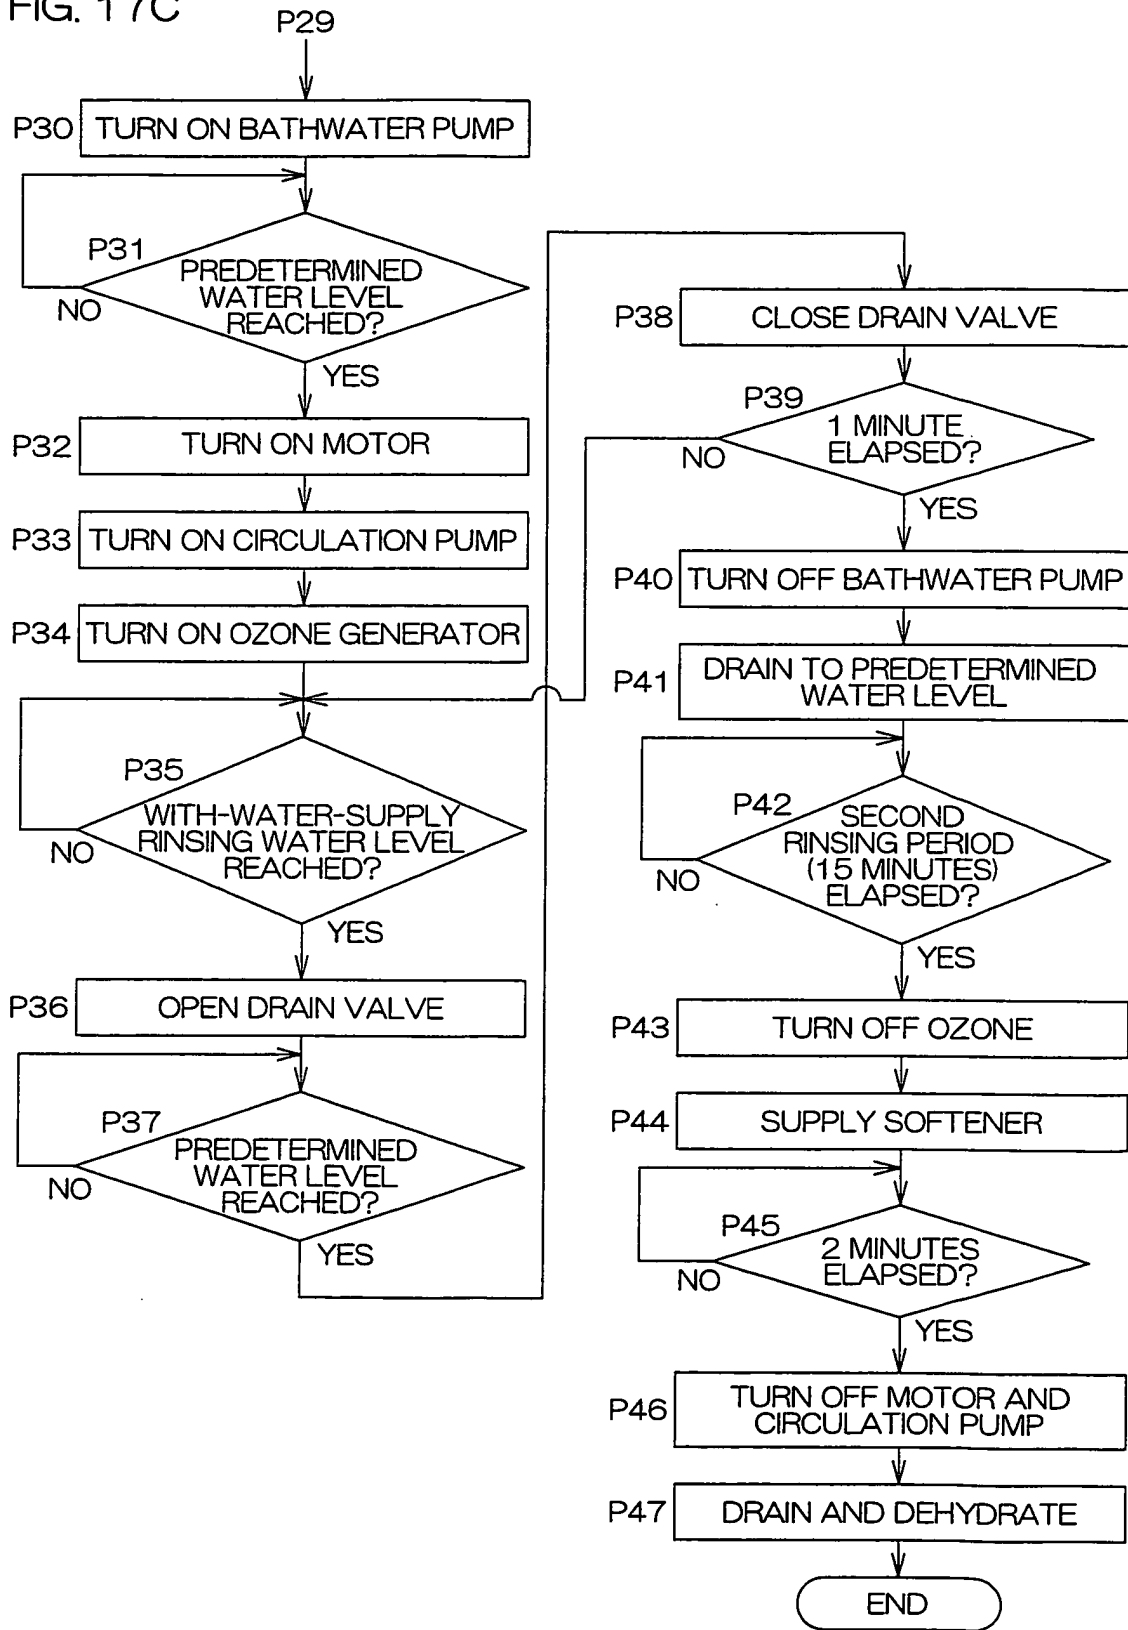 FIG. 17C
P29
P30
TURN ON BATHWATER PUMP
P31
PREDETERMINED
WATER LEVEL
REACHED?
NO
YES
P32
TURN ON MOTOR
P33
TURN ON CIRCULATION PUMP
P34
TURN ON OZONE GENERATOR
P35
WITH-WATER-SUPPLY
RINSING WATER LEVEL
REACHED?
NO
YES
P36
OPEN DRAIN VALVE
P37
PREDETERMINED
WATER LEVEL
REACHED?
NO
YES
P38
CLOSE DRAIN VALVE
P39
1 MINUTE
ELAPSED?
NO
YES
P40
TURN OFF BATHWATER PUMP
P41
DRAIN TO PREDETERMINED
WATER LEVEL
P42
SECOND
RINSING PERIOD
(15 MINUTES)
ELAPSED?
NO
YES
P43
TURN OFF OZONE
P44
SUPPLY SOFTENER
P45
2 MINUTES
ELAPSED?
NO
YES
P46
TURN OFF MOTOR AND
CIRCULATION PUMP
P47
DRAIN AND DEHYDRATE
END